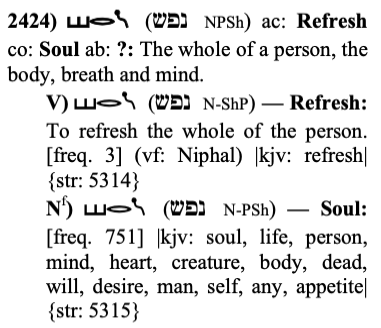 2424) (נפש NPSh) ac: Refresh
co: Soul ab: ?: The whole of a person, the
body, breath and mind.
V) (נפש N-ShP) — Refresh:
To refresh the whole of the person.
[freq. 3] (vf: Niphal) |kjv: refresh|
{str: 5314}
Nᶠ) (נפש N-PSh) — Soul:
[freq. 751] |kjv: soul, life, person,
mind, heart, creature, body, dead,
will, desire, man, self, any, appetite|
{str: 5315}